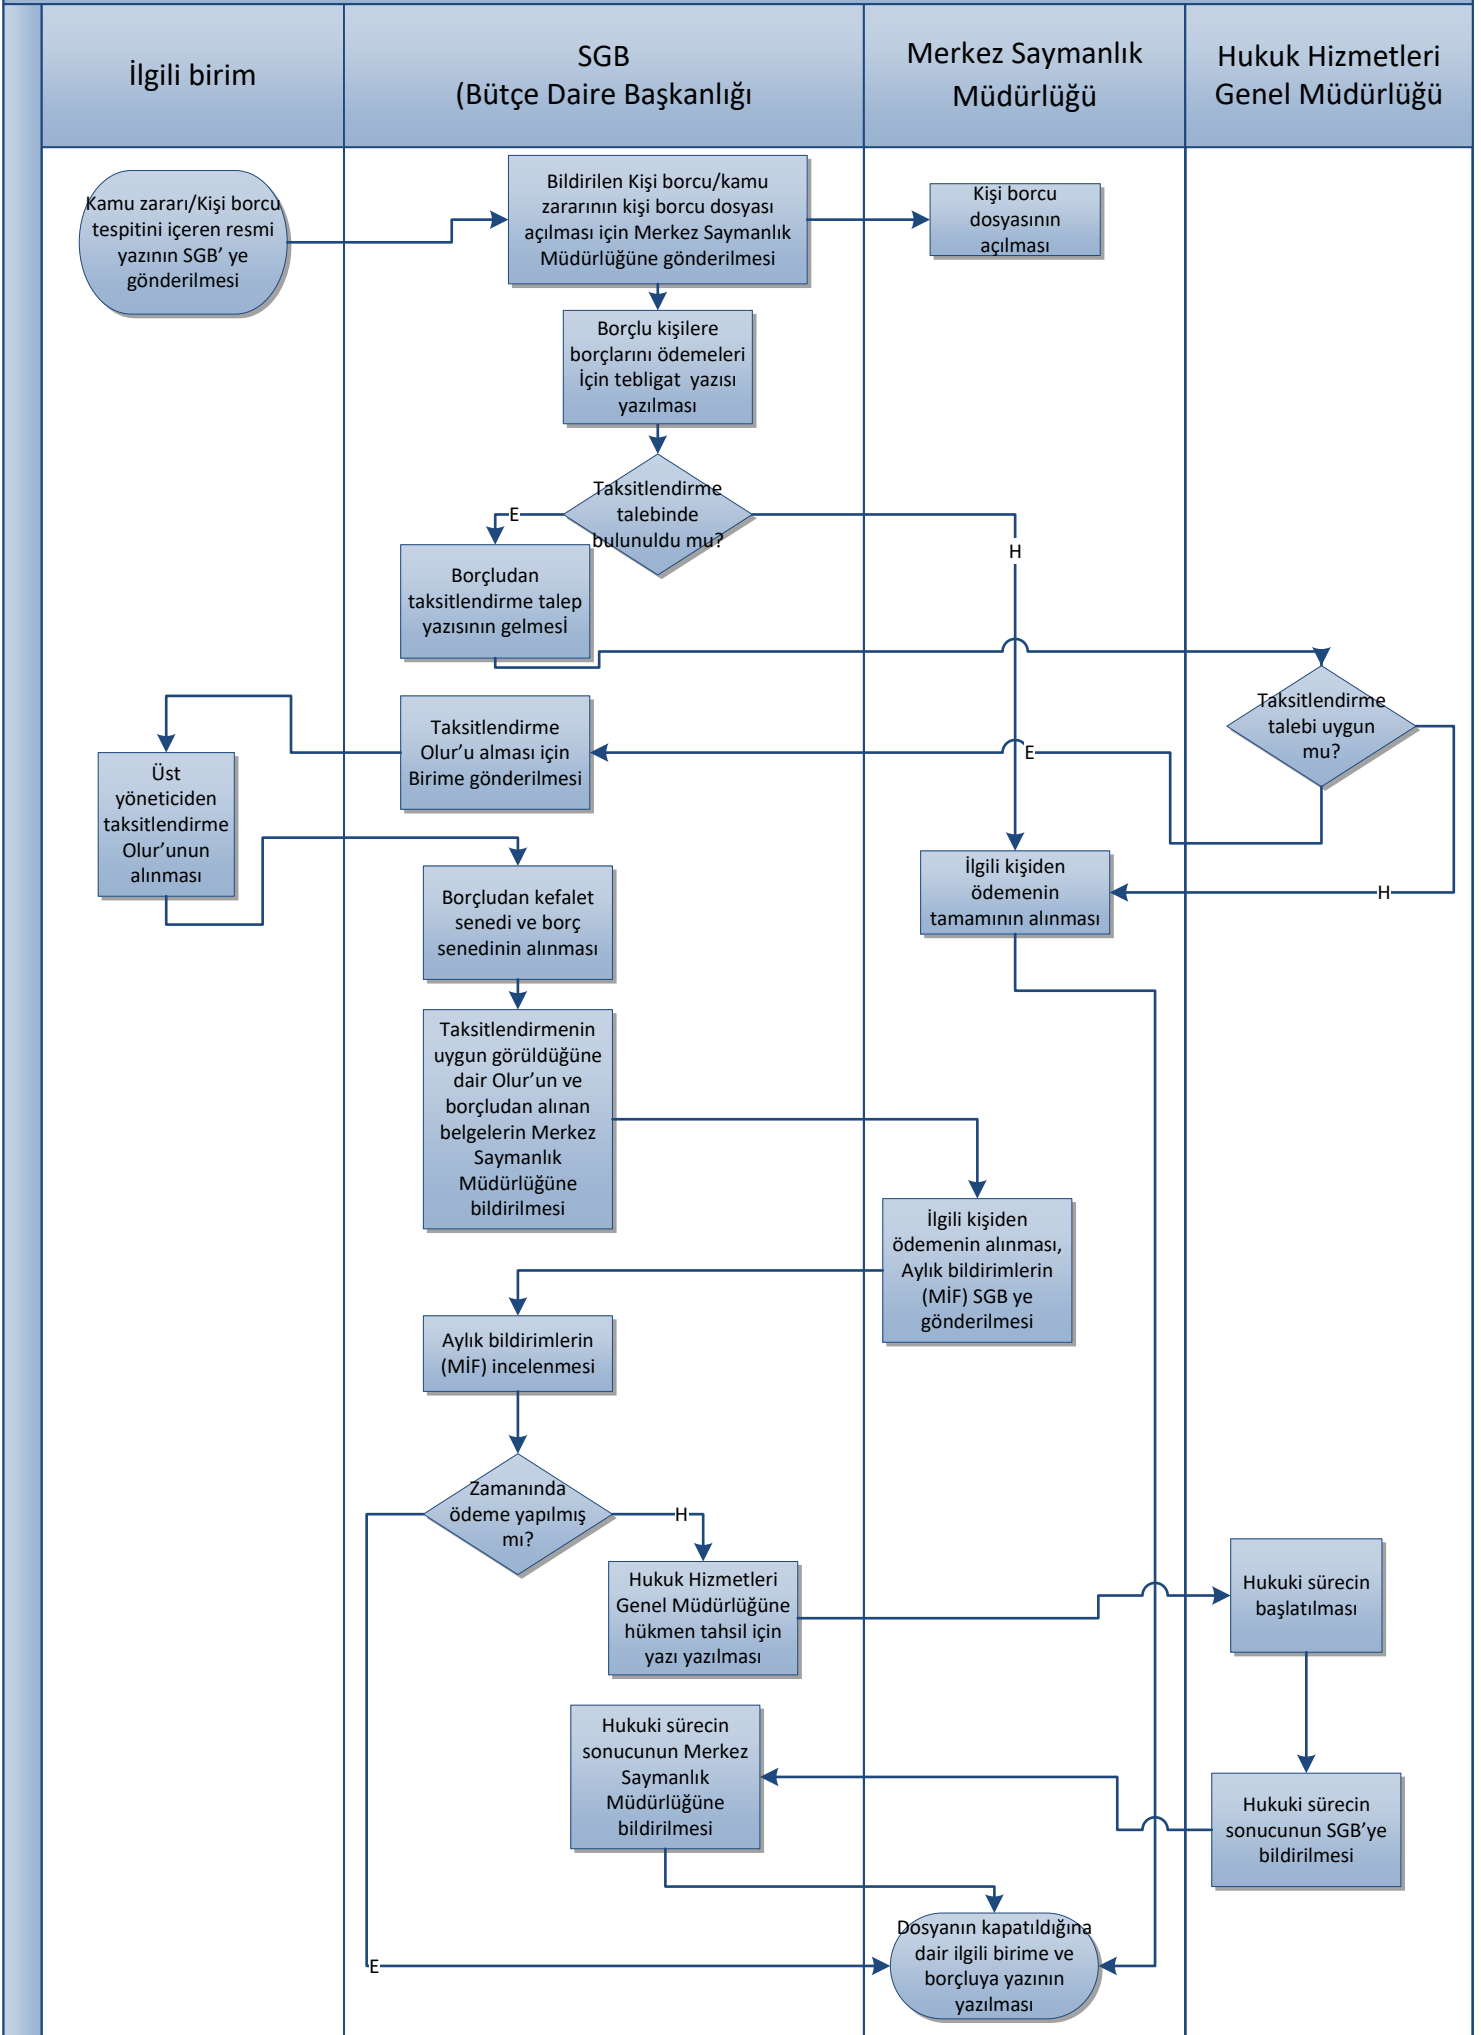 İlgili birim
SGB
(Bütçe Daire Başkanlığı
Merkez Saymanlık
Müdürlüğü
Hukuk Hizmetleri
Genel Müdürlüğü
Kamu zararı/Kişi borcu
tespitini içeren resmi
yazının SGB’ ye
gönderilmesi
Bildirilen Kişi borcu/kamu
zararının kişi borcu dosyası
açılması için Merkez Saymanlık
Müdürlüğüne gönderilmesi
Kişi borcu
dosyasının
açılması
Borçlu kişilere
borçlarını ödemeleri
İçin tebligat yazısı
yazılması
Taksitlendirme
talebinde
bulunuldu mu?
E
H
Borçludan
taksitlendirme talep
yazısının gelmesİ
Taksitlendirme
talebi uygun
mu?
Taksitlendirme
Olur’u alması için
Birime gönderilmesi
E
Üst
yöneticiden
taksitlendirme
Olur’unun
alınması
İlgili kişiden
ödemenin
tamamının alınması
H
Borçludan kefalet
senedi ve borç
senedinin alınması
Taksitlendirmenin
uygun görüldüğüne
dair Olur’un ve
borçludan alınan
belgelerin Merkez
Saymanlık
Müdürlüğüne
bildirilmesi
İlgili kişiden
ödemenin alınması,
Aylık bildirimlerin
(MİF) SGB ye
gönderilmesi
Aylık bildirimlerin
(MİF) incelenmesi
Zamanında
ödeme yapılmış
mı?
H
Hukuk Hizmetleri
Genel Müdürlüğüne
hükmen tahsil için
yazı yazılması
Hukuki sürecin
başlatılması
Hukuki sürecin
sonucunun Merkez
Saymanlık
Müdürlüğüne
bildirilmesi
Hukuki sürecin
sonucunun SGB’ye
bildirilmesi
E
Dosyanın kapatıldığına
dair ilgili birime ve
borçluya yazının
yazılması